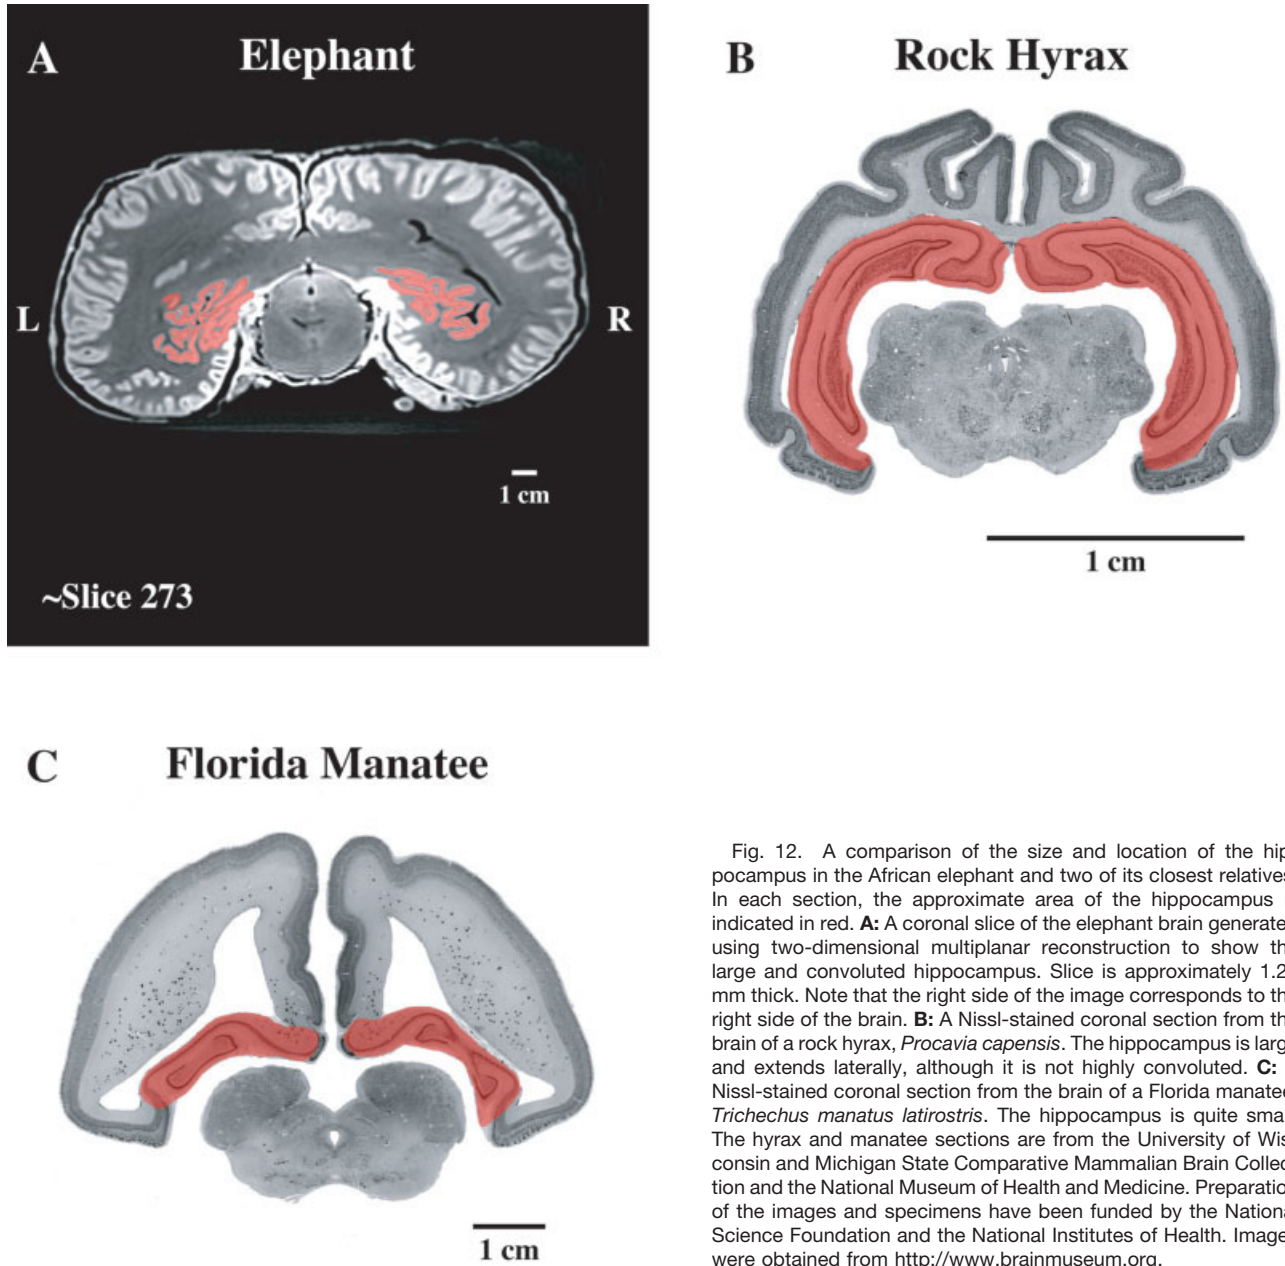 A
Elephant
L
R
1 cm
~Slice 273
B
Rock Hyrax
1 cm
C
Florida Manatee
1 cm
Fig. 12. A comparison of the size and location of the hip
pocampus in the African elephant and two of its closest relatives
In each section, the approximate area of the hippocampus
indicated in red. A: A coronal slice of the elephant brain generate
using two-dimensional multiplanar reconstruction to show th
large and convoluted hippocampus. Slice is approximately 1.2
mm thick. Note that the right side of the image corresponds to th
right side of the brain. B: A Nissl-stained coronal section from th
brain of a rock hyrax, Procavia capensis. The hippocampus is larg
and extends laterally, although it is not highly convoluted. C:
Nissl-stained coronal section from the brain of a Florida manatee
Trichechus manatus latirostris. The hippocampus is quite smal
The hyrax and manatee sections are from the University of Wis
consin and Michigan State Comparative Mammalian Brain Collec
tion and the National Museum of Health and Medicine. Preparatio
of the images and specimens have been funded by the Nationa
Science Foundation and the National Institutes of Health. Image
were obtained from http://www.brainmuseum.org.